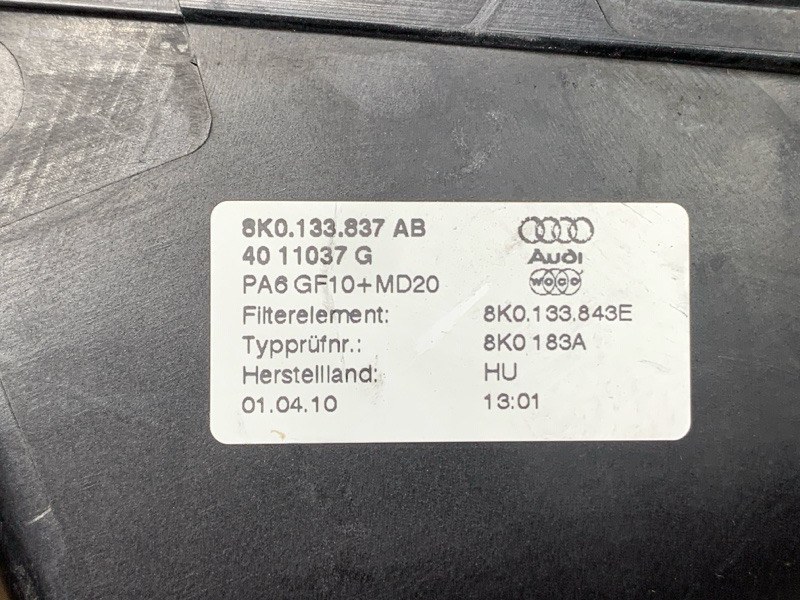 8K0.133.837 AB
40 11037 G
Audi
PA6 GF10+MD20
woco
Filterelement: 8K0.133.843E
Typprüfnr.: 8K0 183A
Herstellland: HU
01.04.10 13:01